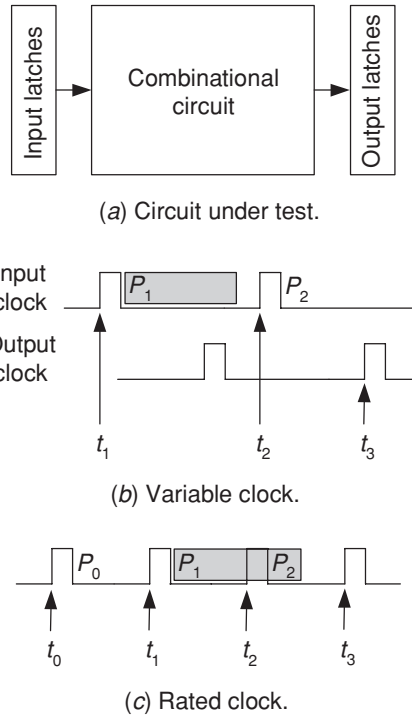 Input latches
Combinational
circuit
Output latches
(a) Circuit under test.
nput
clock
P1
P2
Output
clock
t1
t2
t3
(b) Variable clock.
P0
P1
P2
t0
t1
t2
t3
(c) Rated clock.